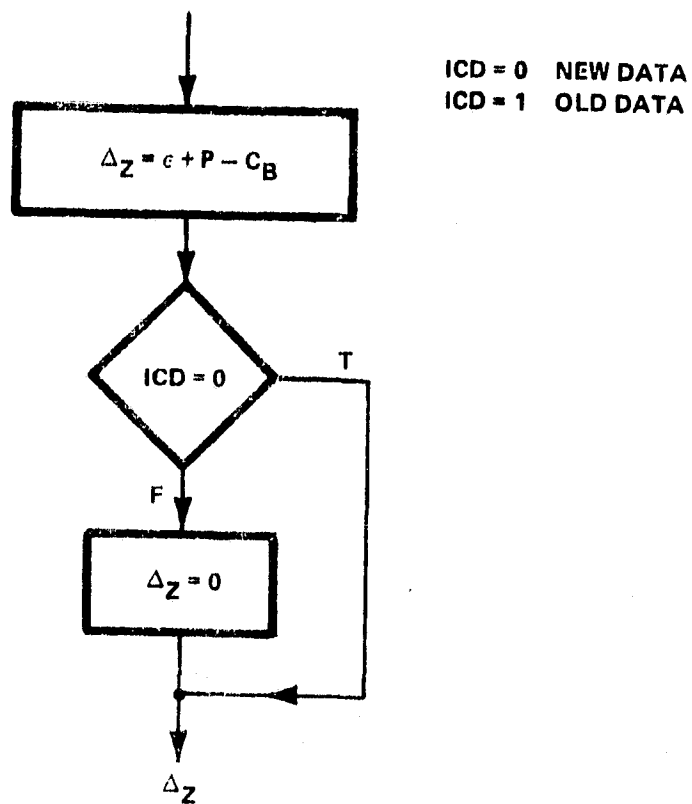 ICD = 0 NEW DATA
ICD = 1 OLD DATA
Δ_Z = ϵ + P – C_B
ICD = 0
T
F
Δ_Z = 0
Δ_Z